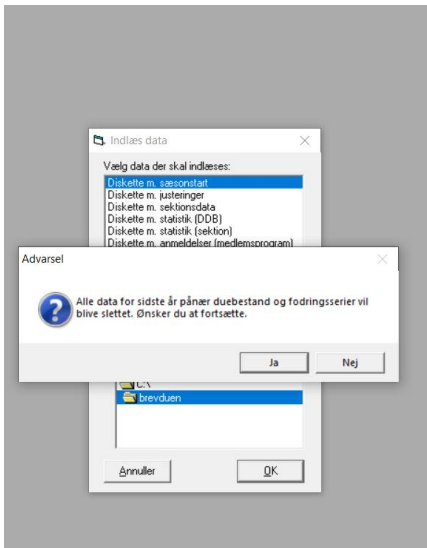 Indlæs data
Vælg data der skal indlæses:
Diskette m. sæsonstart
Diskette m. justeringer
Diskette m. sektionsdata
Diskette m. statistik (DDB)
Diskette m. statistik (sektion)
Diskette m. anmeldelser (medlemsprogram)
Advarsel
Alle data for sidste år pånær duebestand og fodringsserier vil
blive slettet. Ønsker du at fortsætte.
Ja
Nej
C:\
brevduen
Annuller
OK